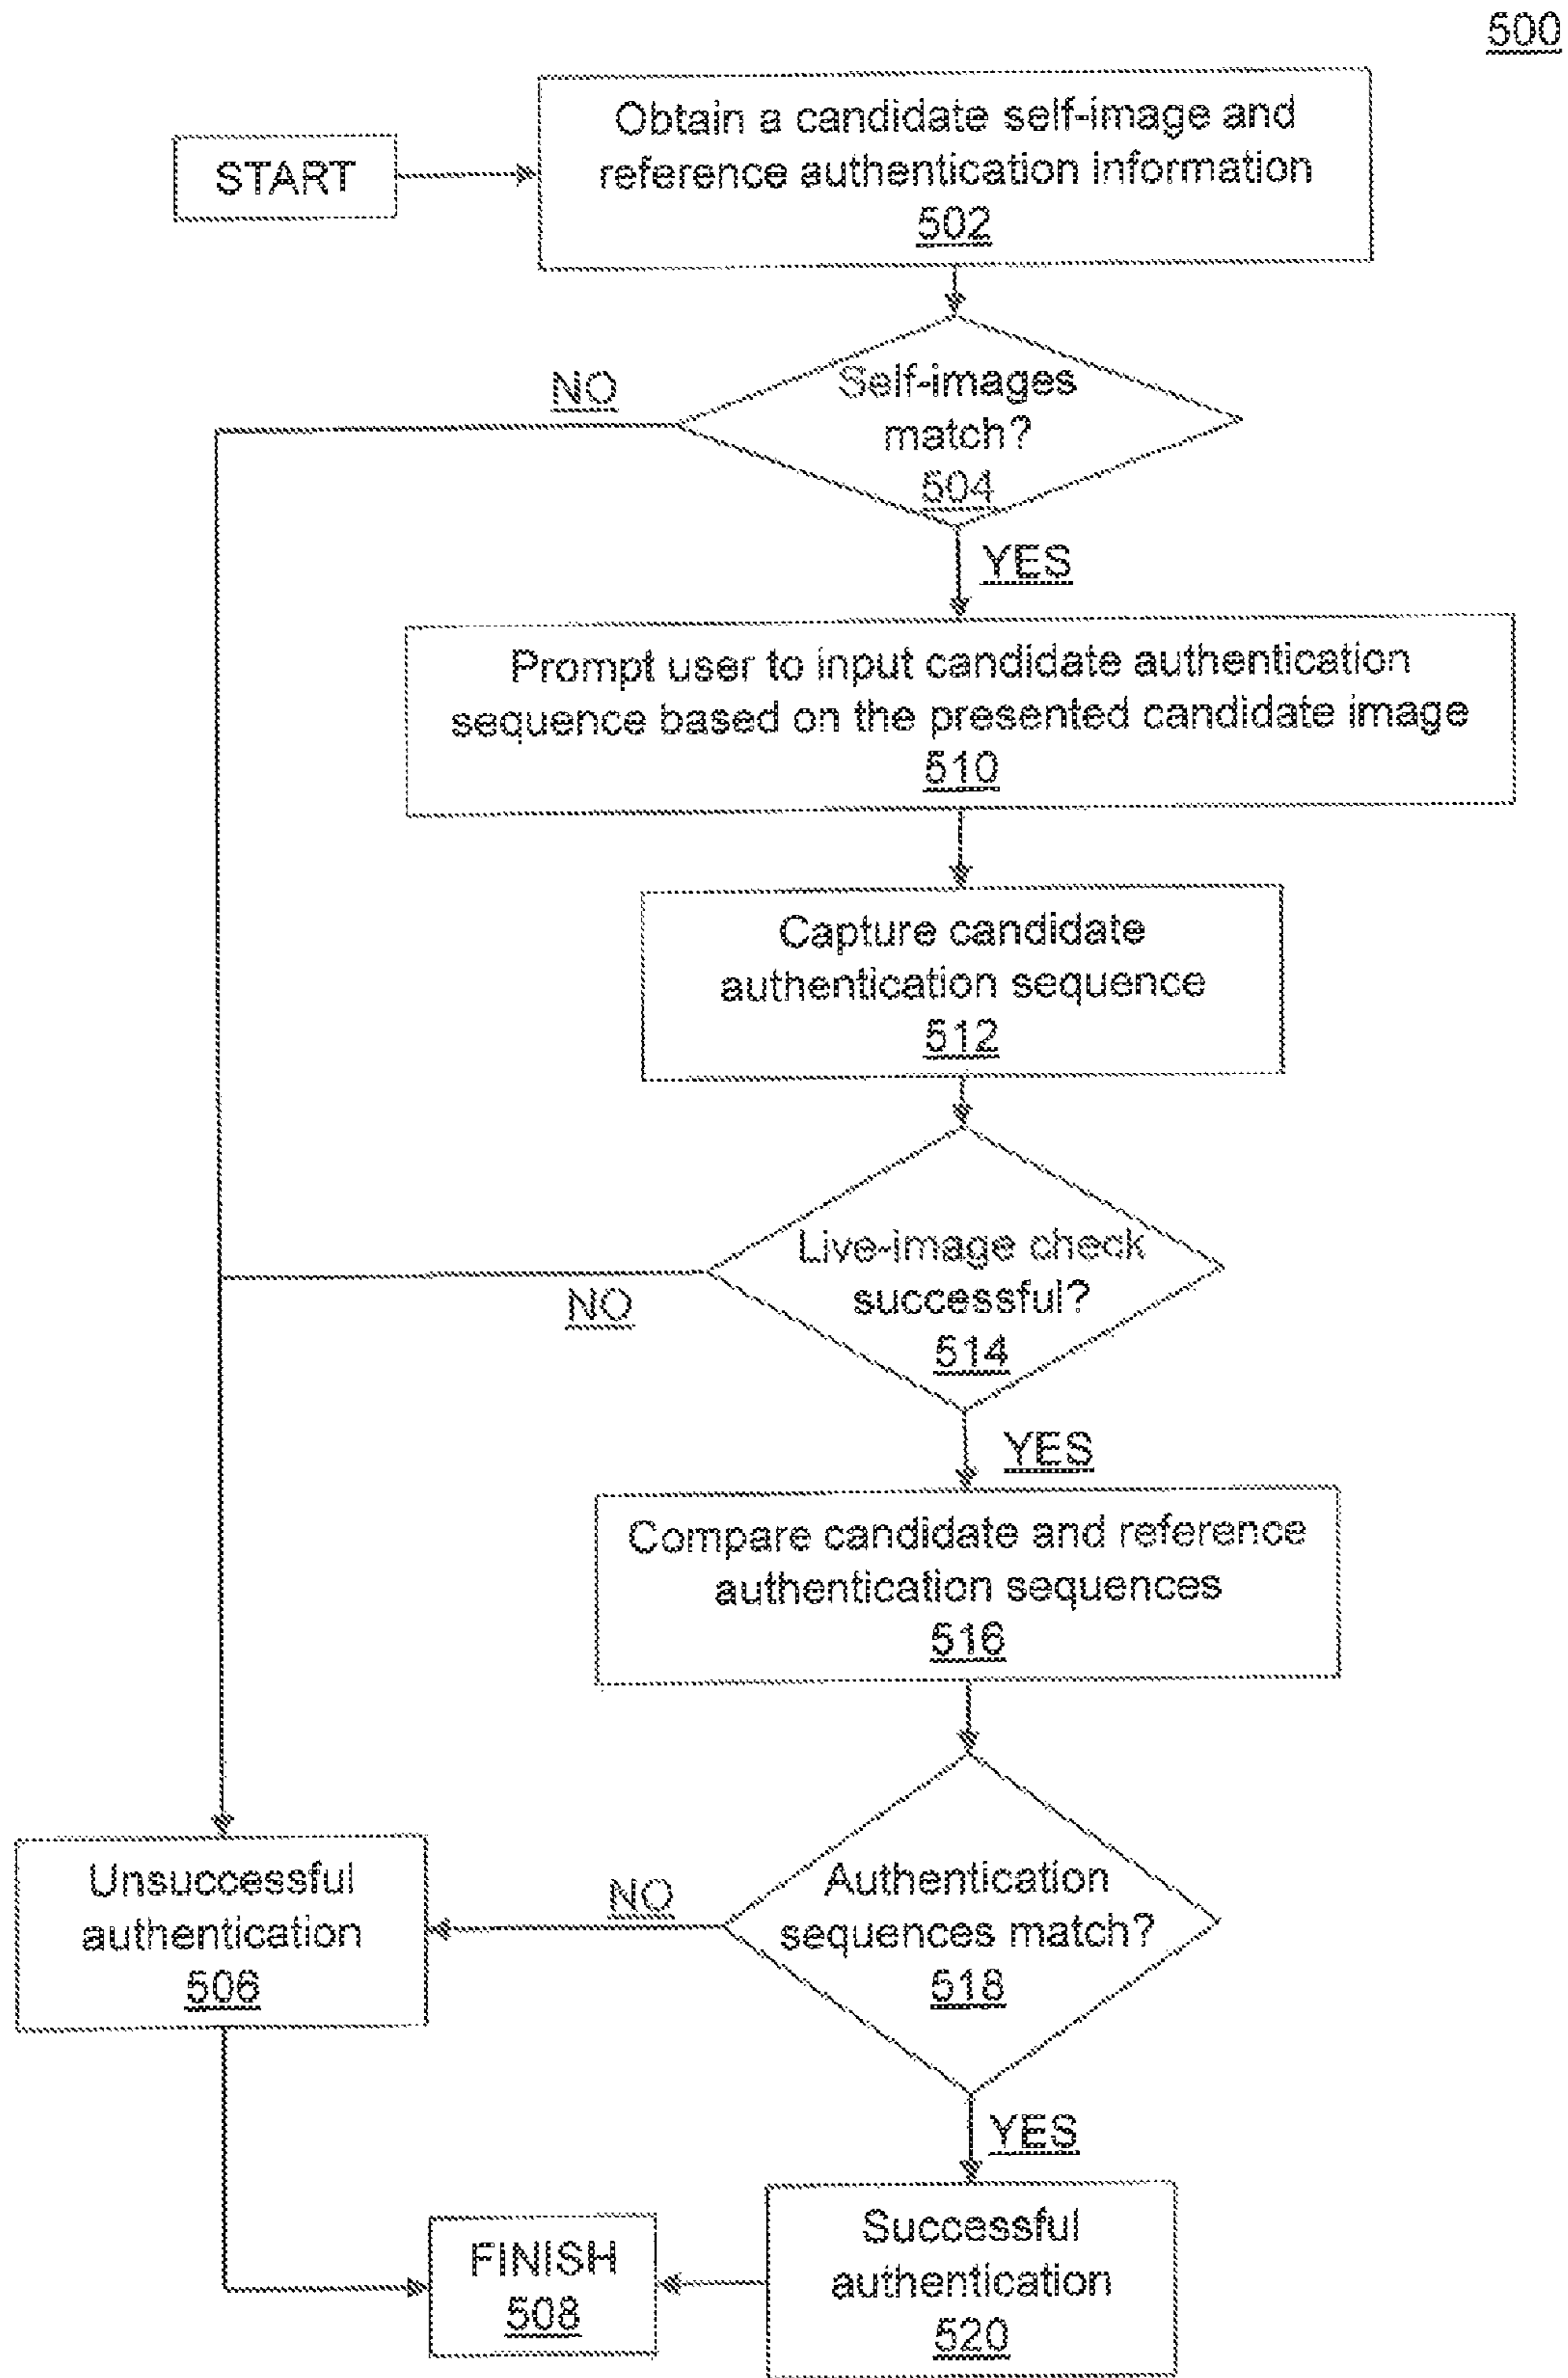 500
START
Obtain a candidate self-image and
reference authentication information
502
Self-images
match?
504
NO
YES
Prompt user to input candidate authentication
sequence based on the presented candidate image
510
Capture candidate
authentication sequence
512
Live-image check
successful?
514
NO
YES
Compare candidate and reference
authentication sequences
516
Authentication
sequences match?
518
NO
Unsuccessful
authentication
506
YES
Successful
authentication
520
FINISH
508